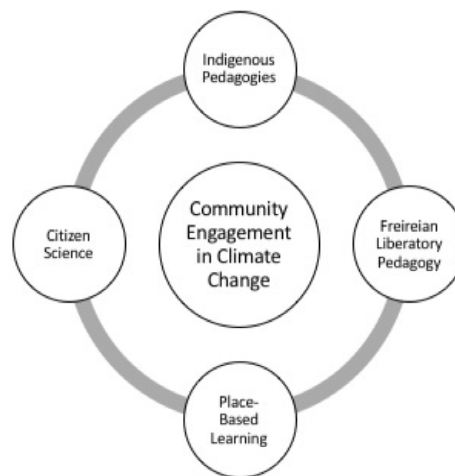 Indigenous
Pedagogies
Citizen
Science
Community
Engagement
in Climate
Change
Freireian
Liberatory
Pedagogy
Place-
Based
Learning